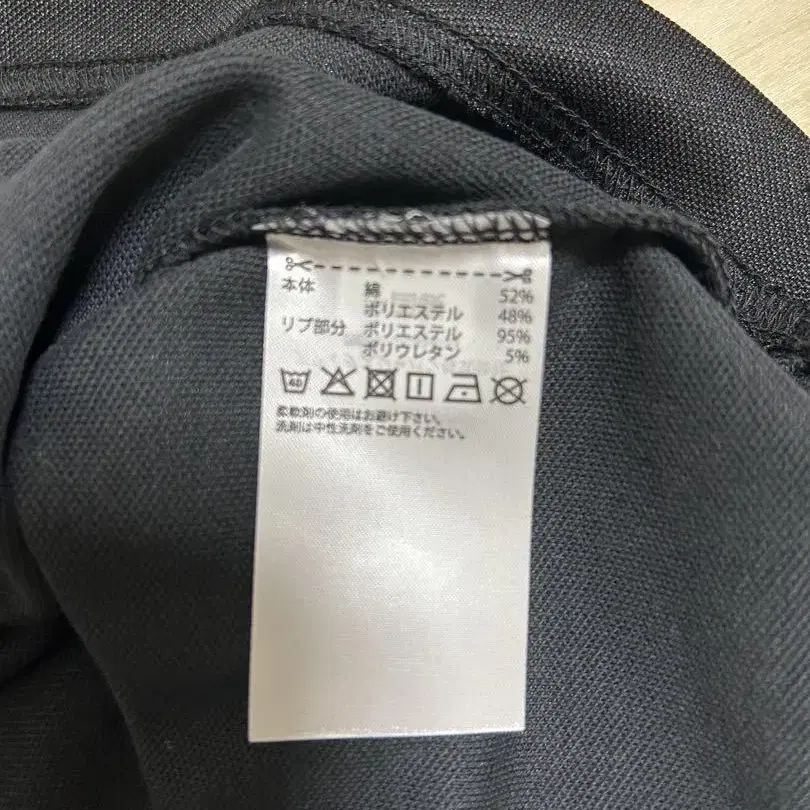 本体 綿 52%
ポリエステル 48%
リブ部分 ポリエステル 95%
ポリウレタン 5%
40
柔軟剤の使用はお避け下さい。
洗剤は中性洗剤をご使用ください。